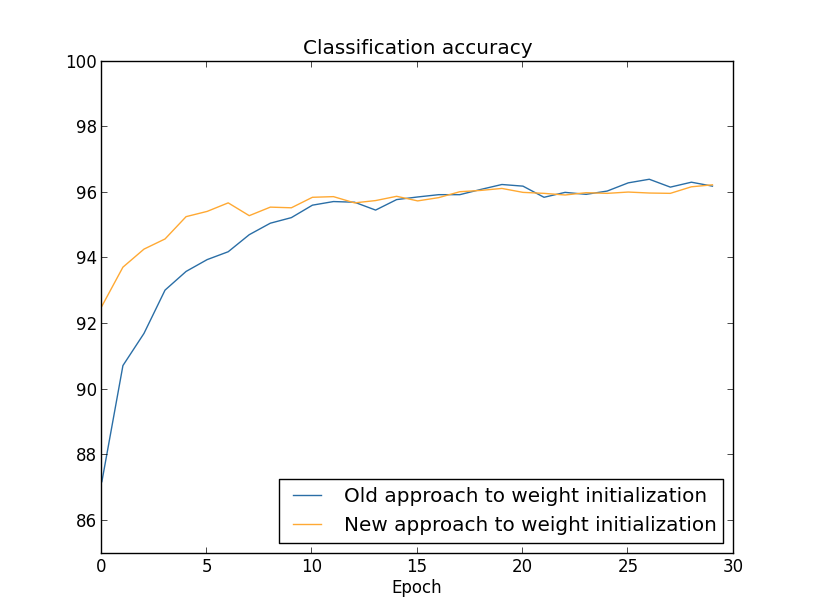 Classification accuracy
100
98
96
94
92
90
88
86
Old approach to weight initialization
New approach to weight initialization
0 5 10 15 20 25 30
Epoch